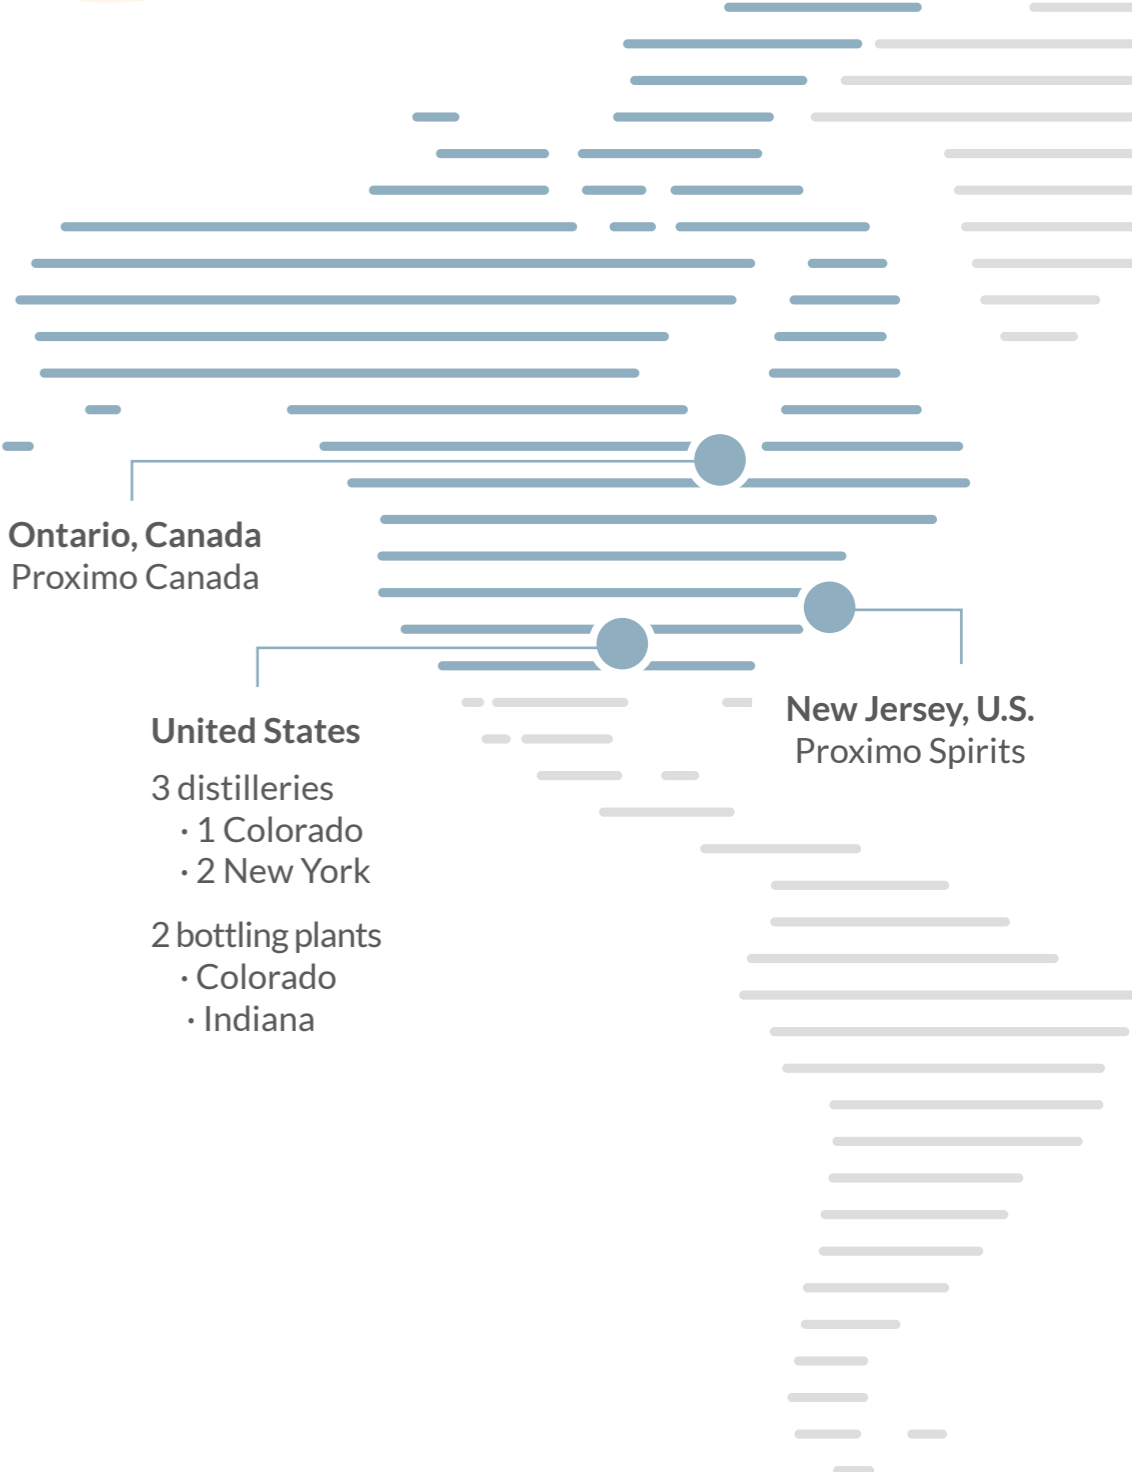 Ontario, Canada
Proximo Canada
United States
3 distilleries
· 1 Colorado
· 2 New York
2 bottling plants
· Colorado
· Indiana
New Jersey, U.S.
Proximo Spirits